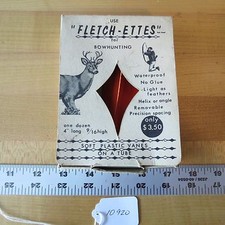 USE
"FLETCH-ETTES"
for
BOWHUNTING
Waterproof
No Glue
-Light as
feathers
Helix or angle
Removable
Precision spacing
only
$3.50
one dozen
4" long 9/16 high
SOFT PLASTIC VANES
ON A TUBE
11 12 13 14 15 16 17 18
10920